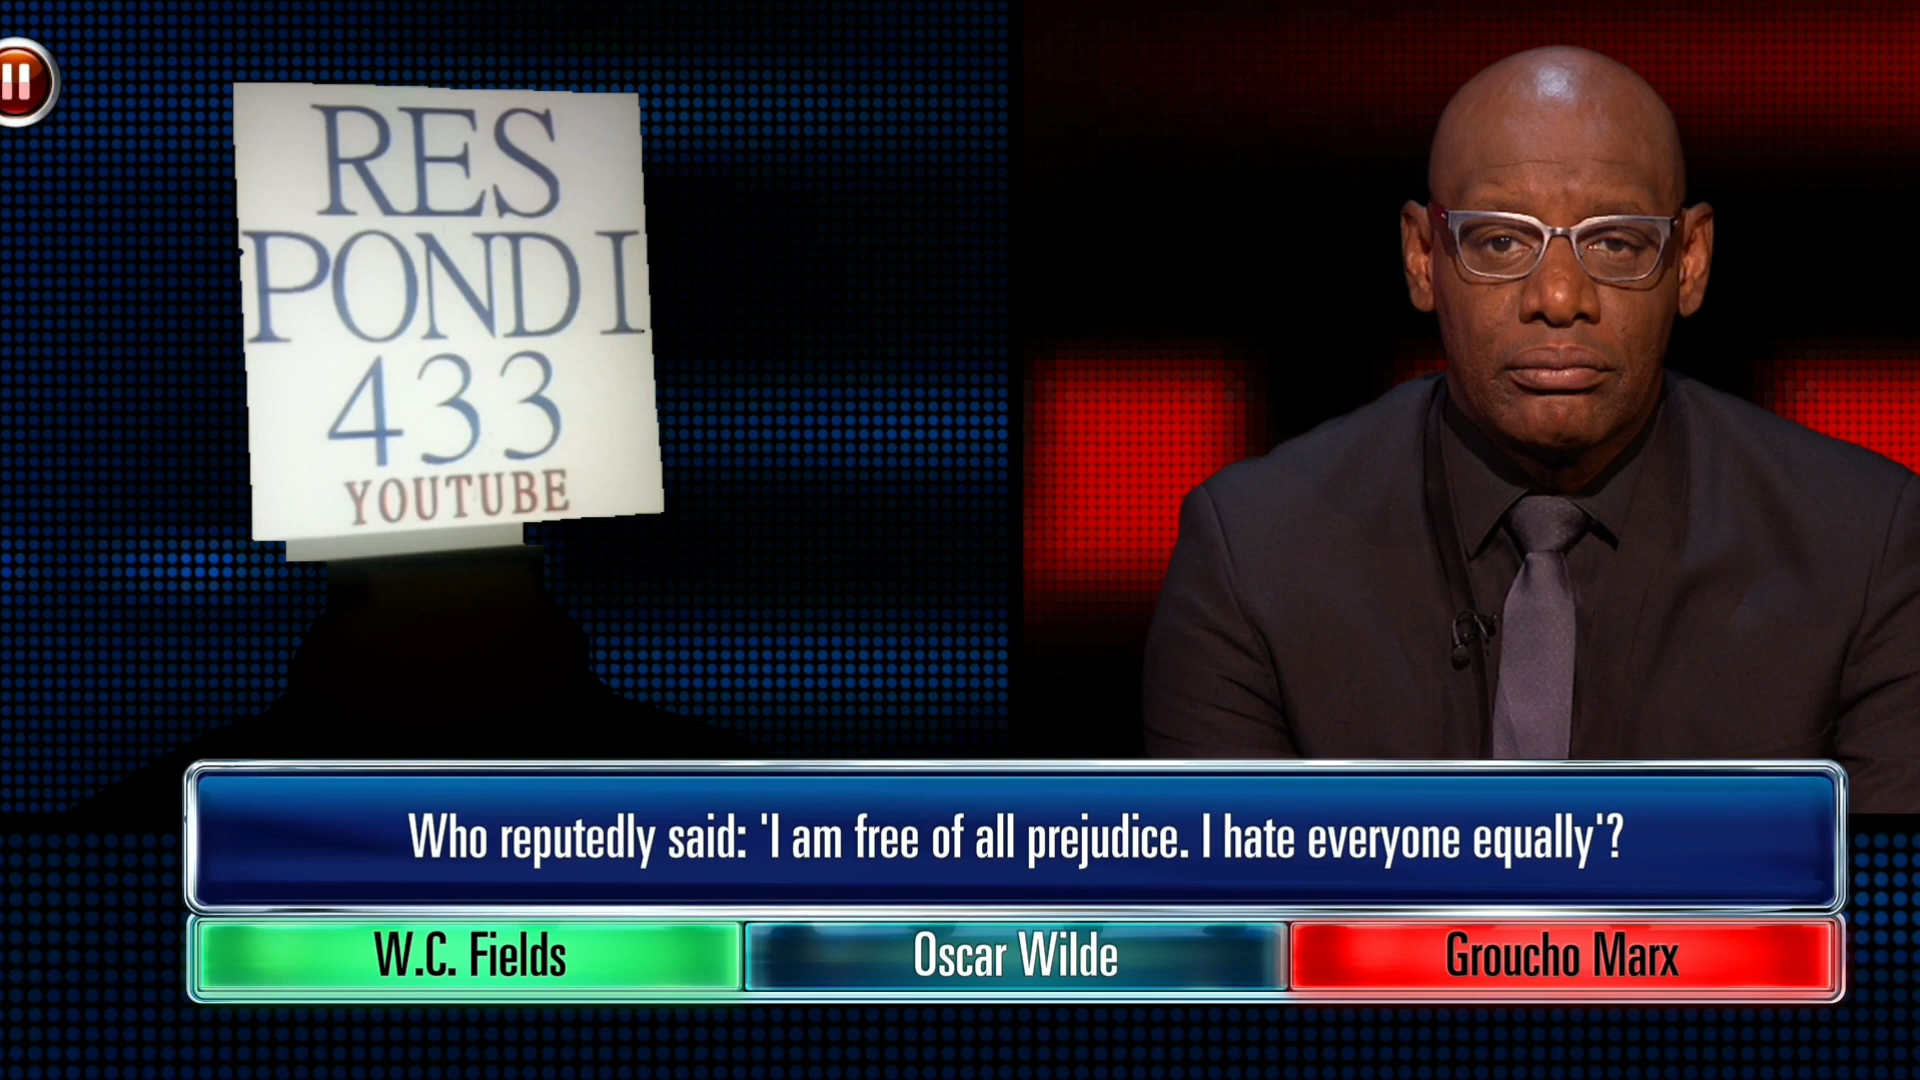 RES
POND I
433
YOUTUBE
Who reputedly said: 'I am free of all prejudice. I hate everyone equally'?
W.C. Fields
Oscar Wilde
Groucho Marx